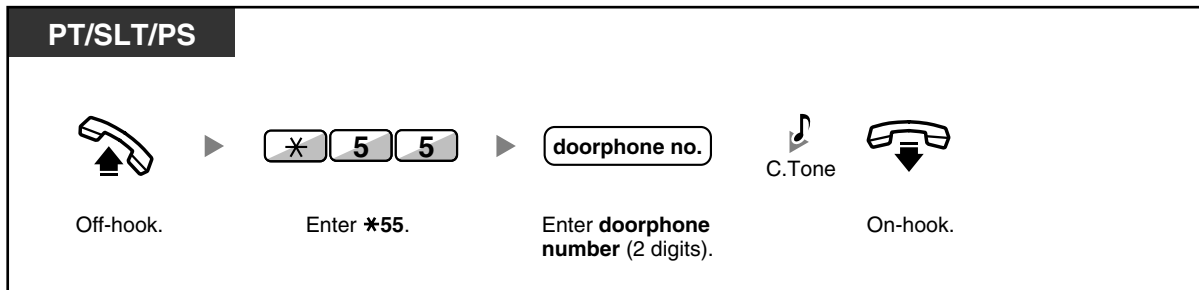 PT/SLT/PS
* 5 5
doorphone no.
C.Tone
Off-hook.
Enter *55.
Enter doorphone
number (2 digits).
On-hook.